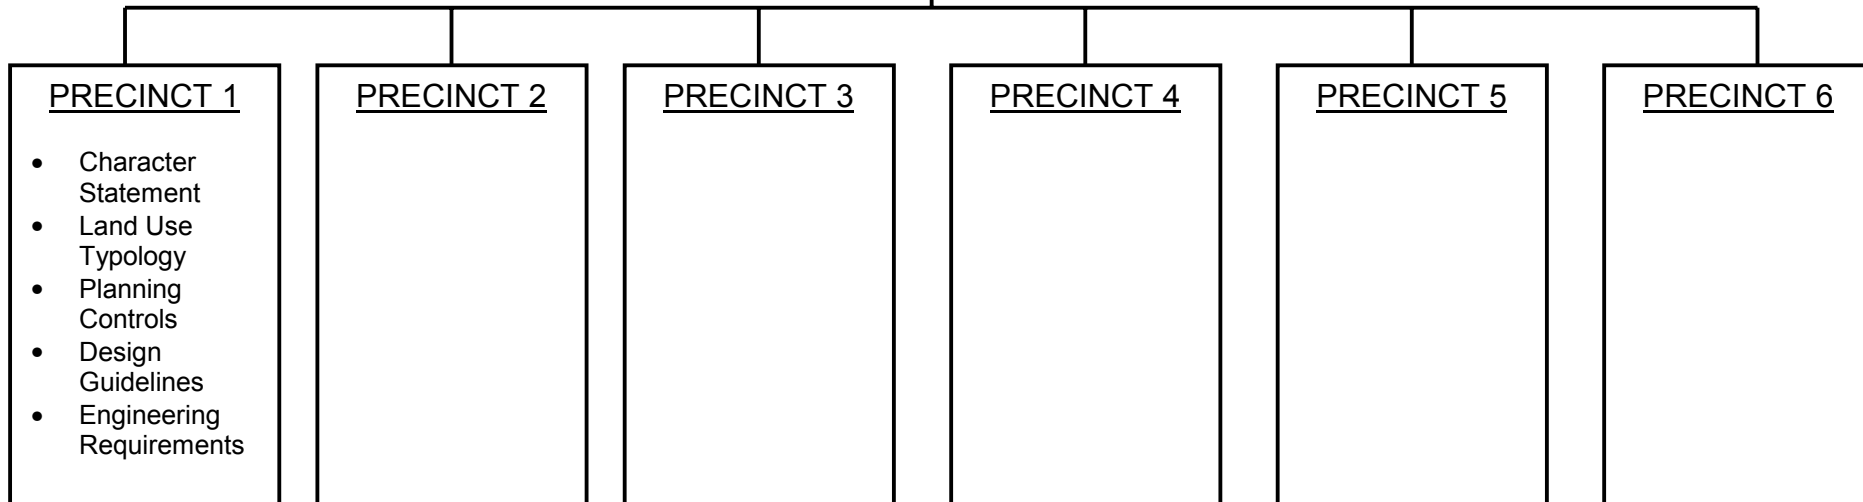 PRECINCT 1
• Character
Statement
• Land Use
Typology
• Planning
Controls
• Design
Guidelines
• Engineering
Requirements
PRECINCT 2
PRECINCT 3
PRECINCT 4
PRECINCT 5
PRECINCT 6